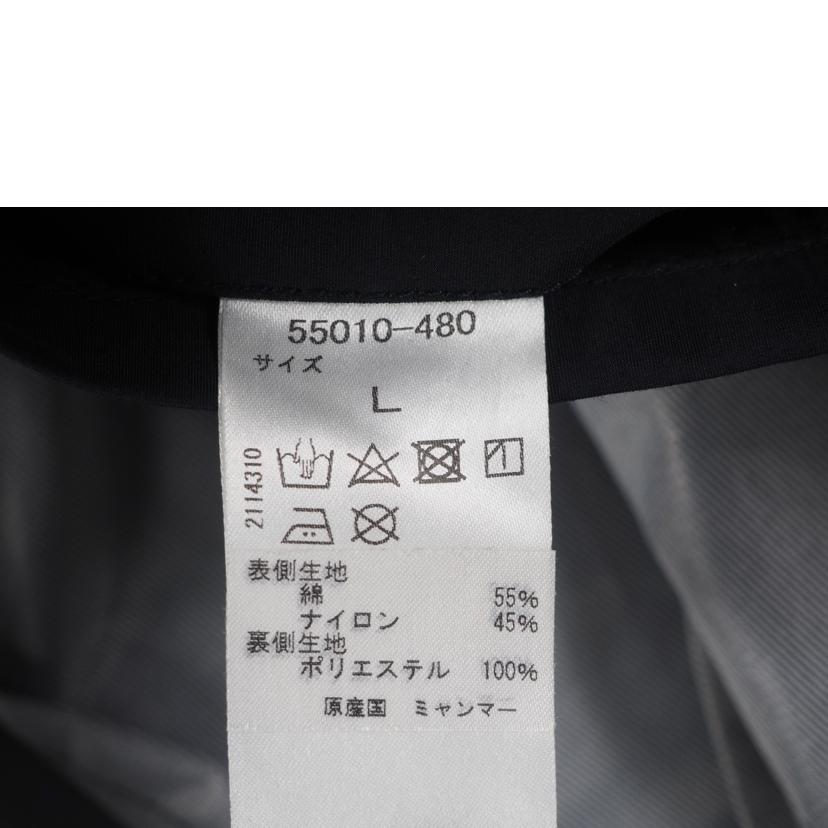 55010-480
サイズ
L
2114310
表側生地
綿 55%
ナイロン 45%
裏側生地
ポリエステル 100%
原産国 ミャンマー